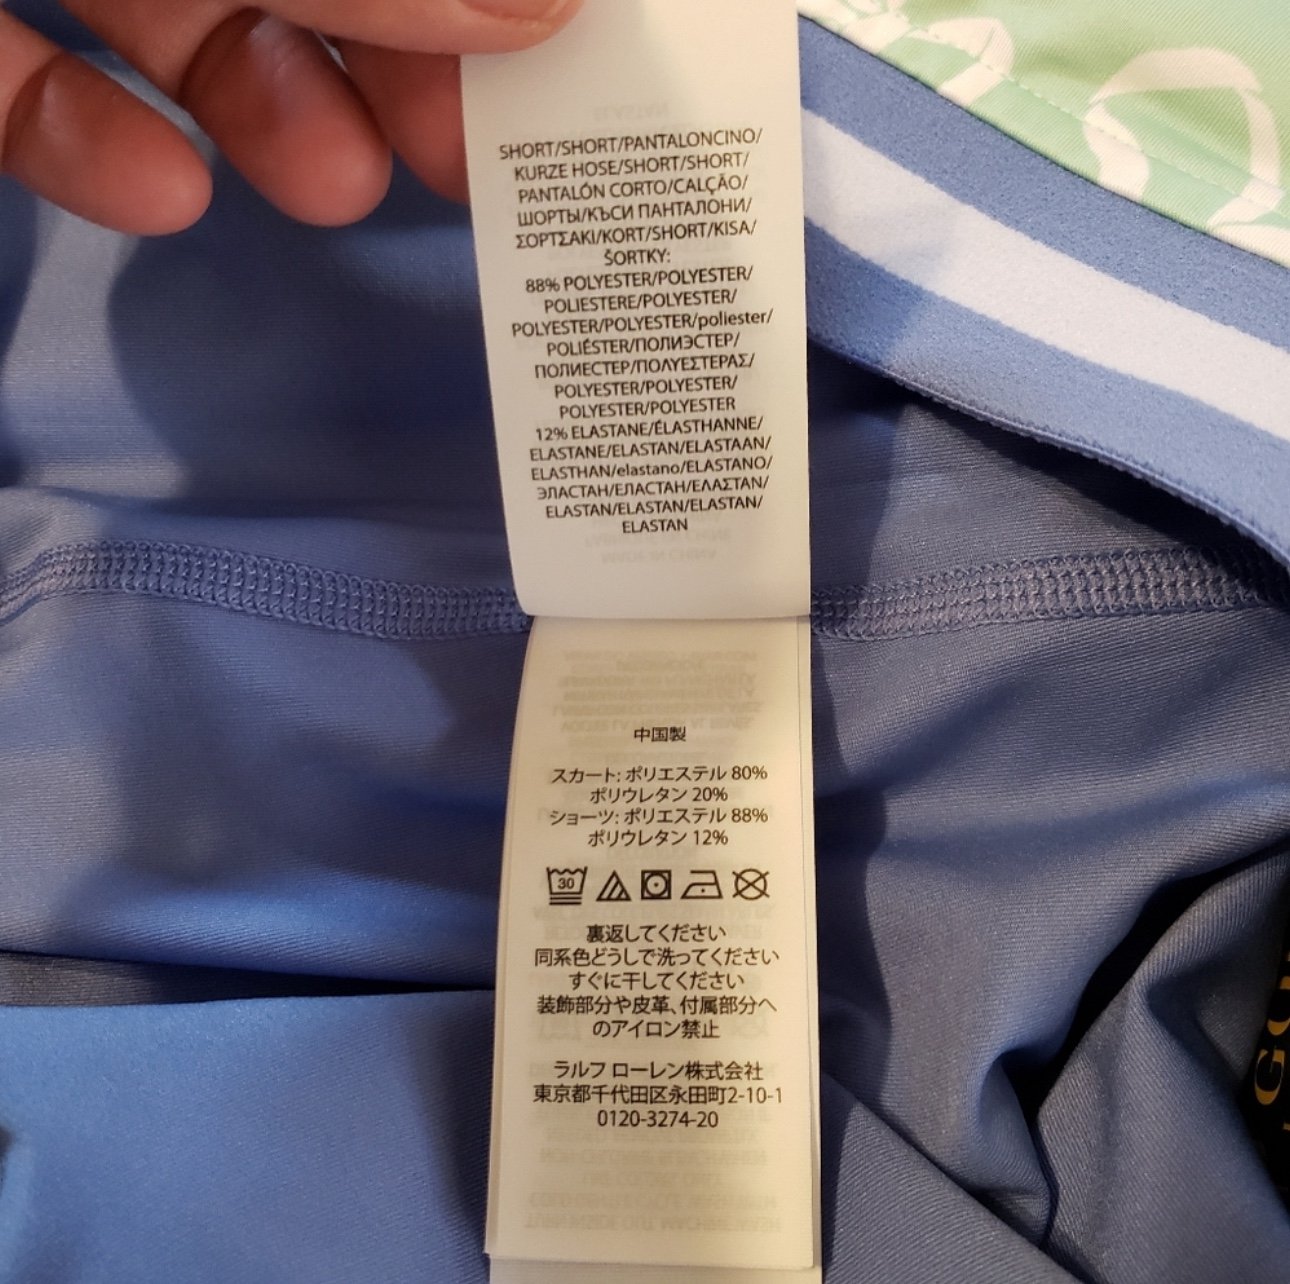 SHORT/SHORT/PANTALONCINO/
KURZE HOSE/SHORT/SHORT/
PANTALÓN CORTO/CALÇÃO/
ШОРТЫ/КЪСИ ПАНТАЛОНИ/
ΣΟΡΤΣΑΚΙ/KORT/SHORT/KISA/
ŠORTKY:
88% POLYESTER/POLYESTER/
POLIESTERE/POLYESTER/
POLYESTER/POLYESTER/poliester/
POLIÉSTER/ПОЛИЭСТЕР/
ПОЛИЕСТЕР/ΠΟΛΥΕΣΤΕΡΑΣ/
POLYESTER/POLYESTER/
POLYESTER/POLYESTER
12% ELASTANE/ÉLASTHANNE/
ELASTANE/ELASTAN/ELASTAAN/
ELASTHAN/elastano/ELASTANO/
ЭЛАСТАН/ЕЛАСТАН/ΕΛΑΣΤΑΝ/
ELASTAN/ELASTAN/ELASTAN/
ELASTAN
中国製
スカート: ポリエステル 80%
ポリウレタン 20%
ショーツ: ポリエステル 88%
ポリウレタン 12%
30
裏返してください
同系色どうしで洗ってください
すぐに干してください
装飾部分や皮革、付属部分へ
のアイロン禁止
ラルフ ローレン株式会社
東京都千代田区永田町2-10-1
0120-3274-20